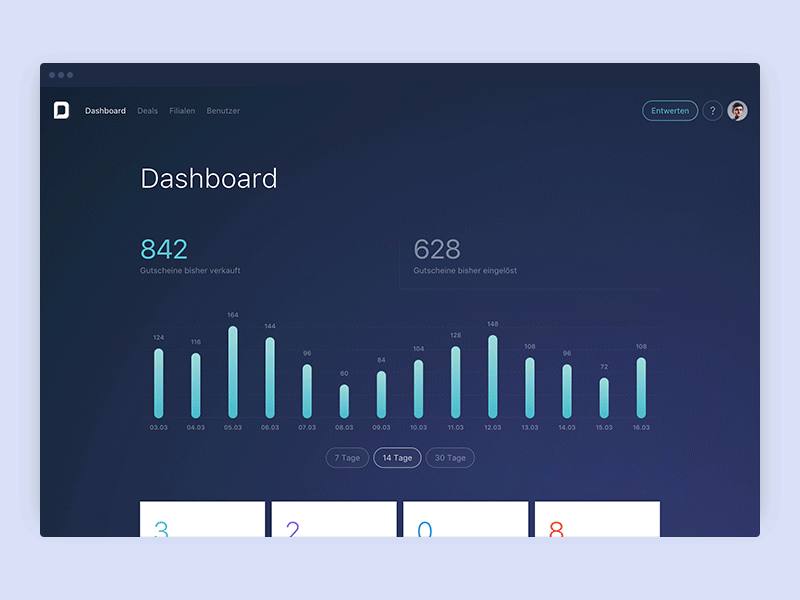 Dashboard Deals Filialen Benutzer Entwerten ?
Dashboard
842 628
Gutscheine bisher verkauft Gutscheine bisher eingelöst
124 116 164 144 96 60 84 104 128 148 108 96 72 108
03.03 04.03 05.03 06.03 07.03 08.03 09.03 10.03 11.03 12.03 13.03 14.03 15.03 16.03
7 Tage 14 Tage 30 Tage
3 2 0 8